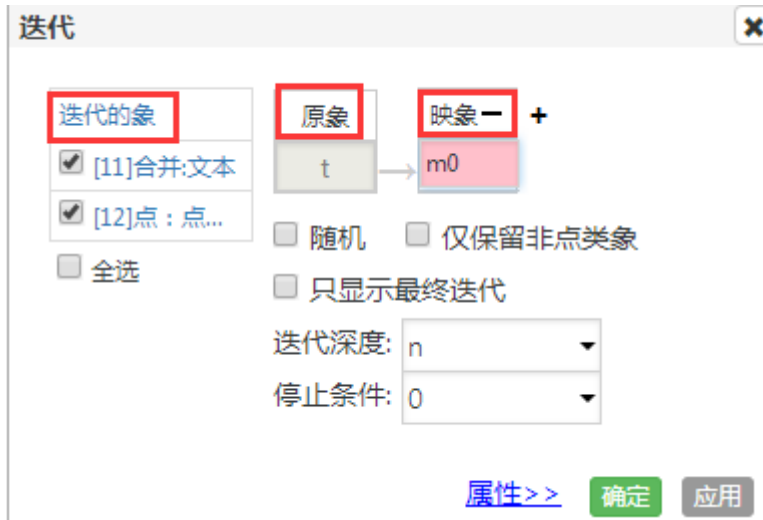 迭代
迭代的象 原象 映象 - +
[11]合并:文本 t → m0
[12]点：点...
随机 仅保留非点类象
全选
只显示最终迭代
迭代深度: n
停止条件: 0
属性>> 确定 应用